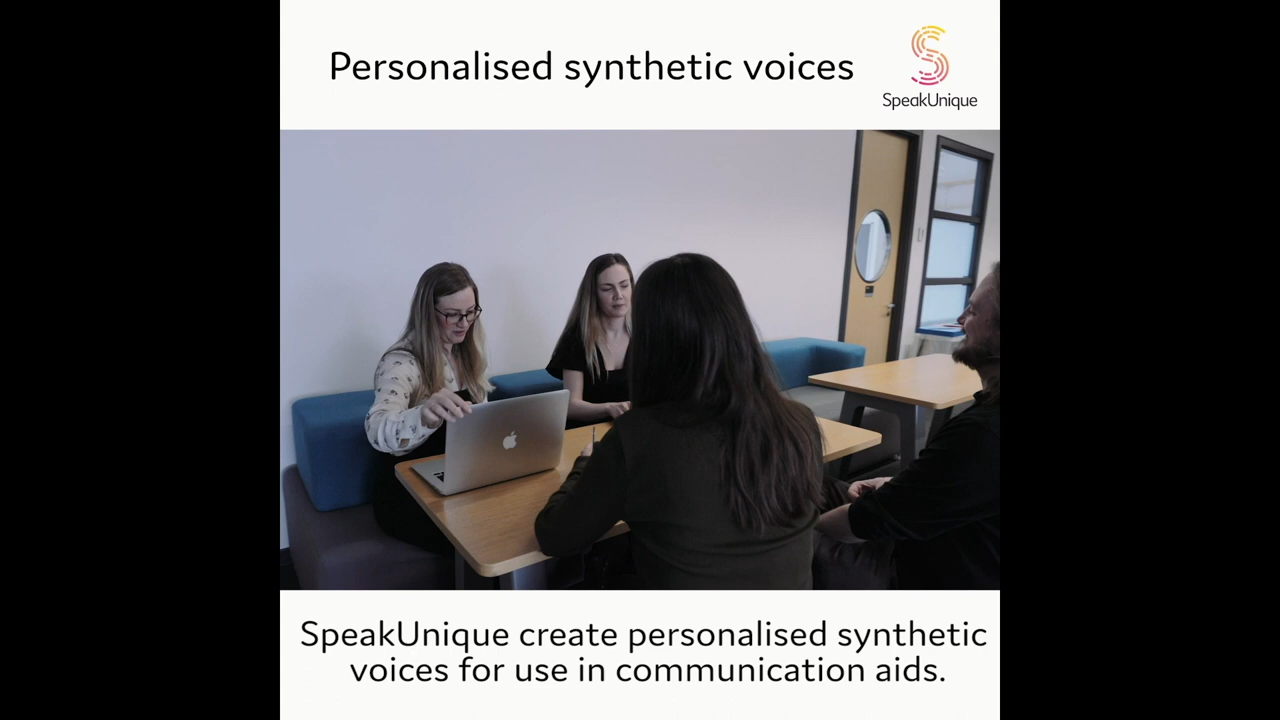 Personalised synthetic voices
SpeakUnique
SpeakUnique create personalised synthetic
voices for use in communication aids.